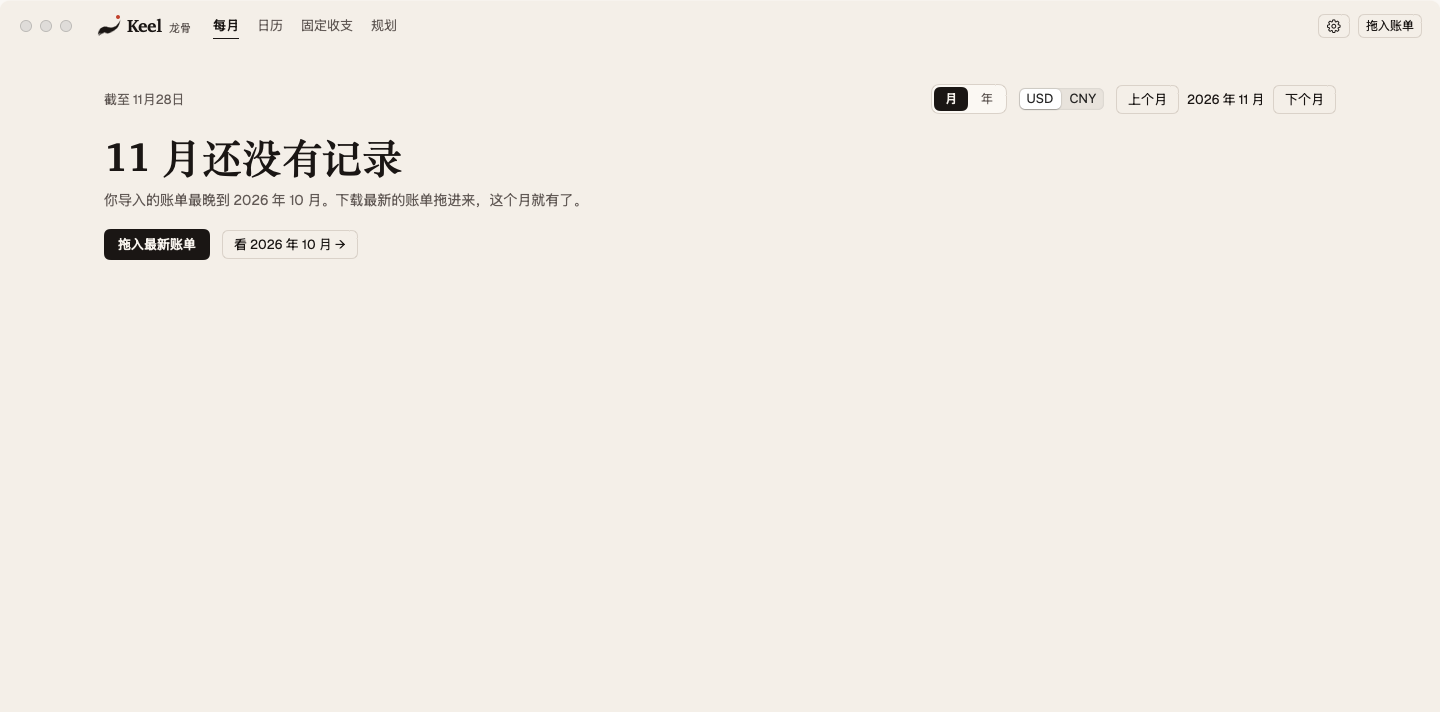 Keel 龙骨 每月 日历 固定收支 规划 拖入账单
截至 11月28日 月 年 USD CNY 上个月 2026 年 11 月 下个月
11 月还没有记录
你导入的账单最晚到 2026 年 10 月。下载最新的账单拖进来，这个月就有了。
拖入最新账单 看 2026 年 10 月 →